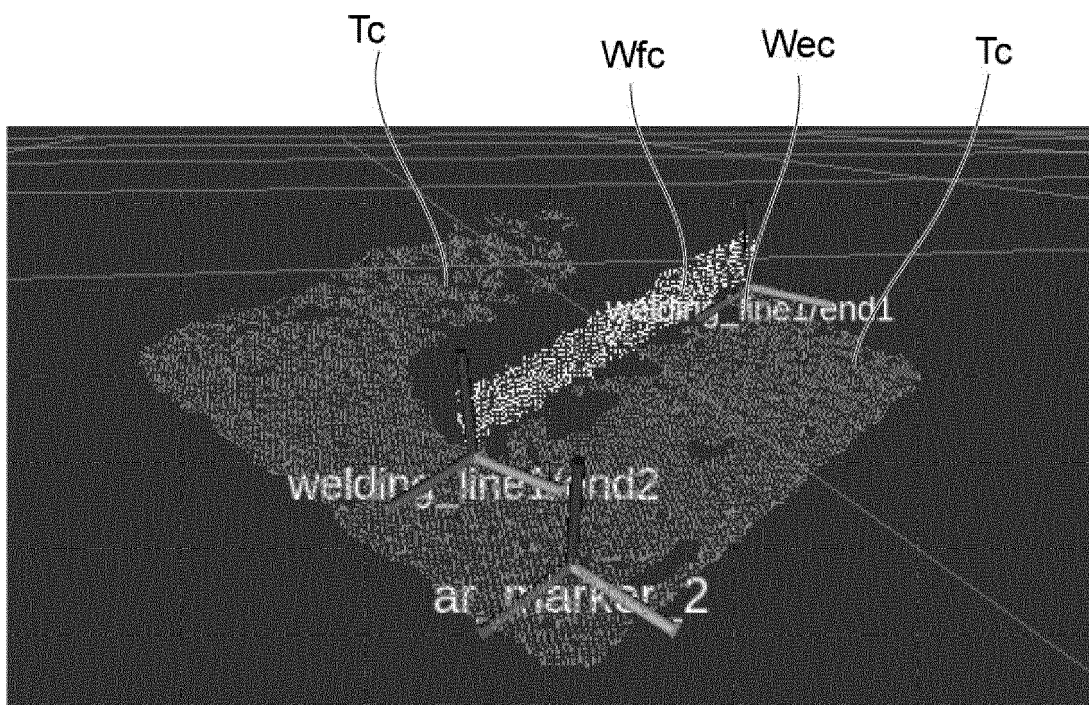 Tc
Wfc
Wec
Tc
welding_line1/end1
welding_line1/end2
ar_marker_2